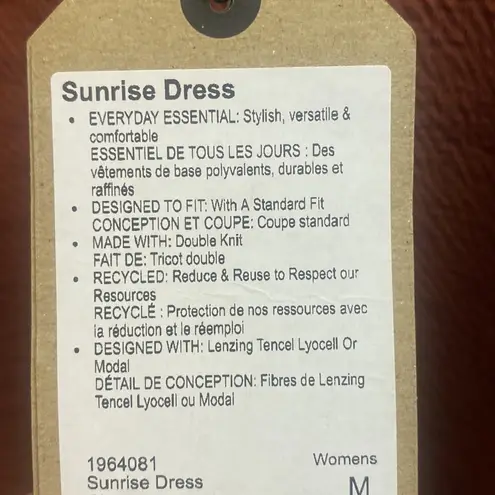 Sunrise Dress
• EVERYDAY ESSENTIAL: Stylish, versatile &
comfortable
ESSENTIEL DE TOUS LES JOURS : Des
vêtements de base polyvalents, durables et
raffinés
• DESIGNED TO FIT: With A Standard Fit
CONCEPTION ET COUPE: Coupe standard
• MADE WITH: Double Knit
FAIT DE: Tricot double
• RECYCLED: Reduce & Reuse to Respect our
Resources
RECYCLÉ : Protection de nos ressources avec
la réduction et le réemploi
• DESIGNED WITH: Lenzing Tencel Lyocell Or
Modal
DÉTAIL DE CONCEPTION: Fibres de Lenzing
Tencel Lyocell ou Modal
1964081 Womens
Sunrise Dress M